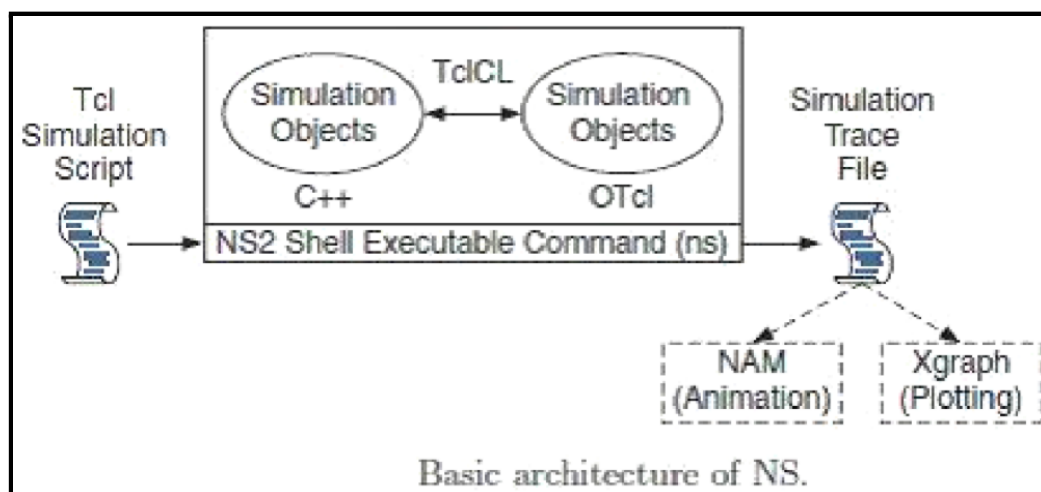 Tcl
Simulation
Script
Simulation
Objects
C++
TclCL
Simulation
Objects
OTcl
NS2 Shell Executable Command (ns)
Simulation
Trace
File
NAM
(Animation)
Xgraph
(Plotting)
Basic architecture of NS.